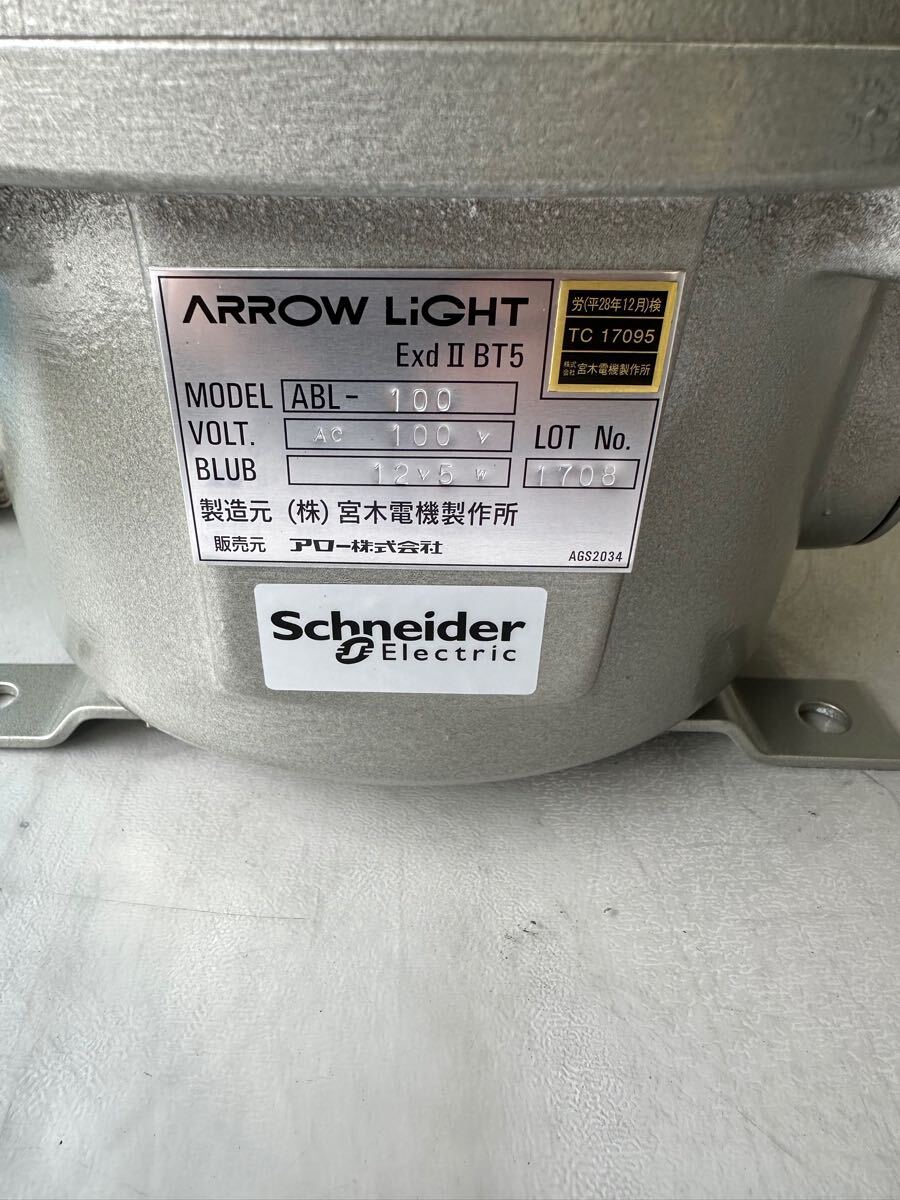 ARROW LiGHT
Exd II BT5
労(平28年12月)検
TC 17095
株式会社 宮木電機製作所
MODEL ABL- 100
VOLT. AC 100 V
BLUB 12V5 W
LOT No.
1708
製造元 (株) 宮木電機製作所
販売元 アロー株式会社
AGS2034
Schneider
Electric